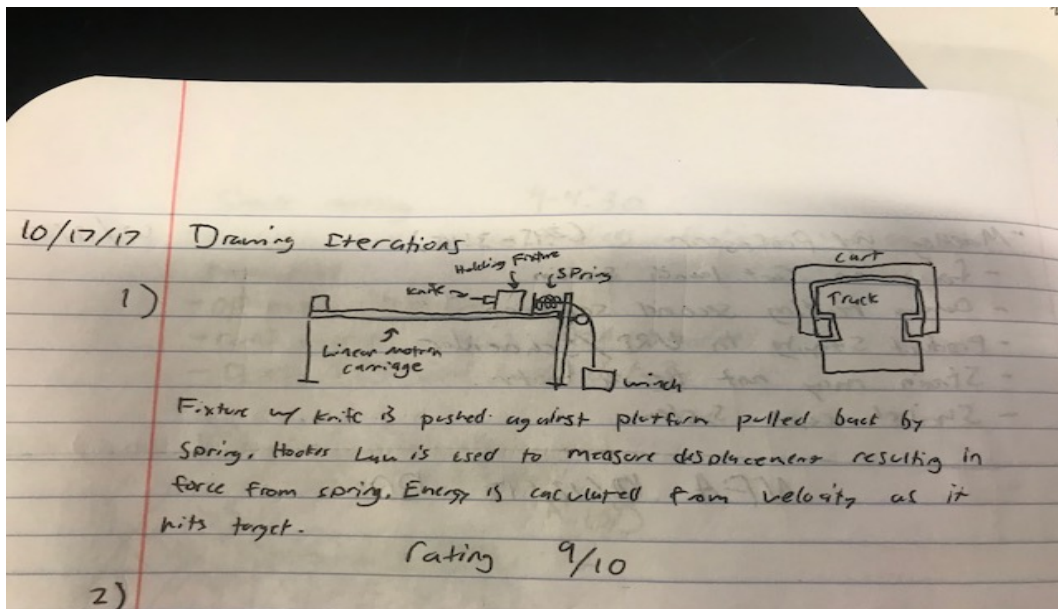 10/17/17 Drawing Iterations
1)
Holding Fixture
Spring
Knife
Linear Motion
carriage
winch
Cart
Truck
Fixture w/ knife is pushed against platform pulled back by
Spring. Hookes Law is used to measure displacement resulting in
force from spring. Energy is caculated from velocity as it
hits target.
rating 9/10
2)